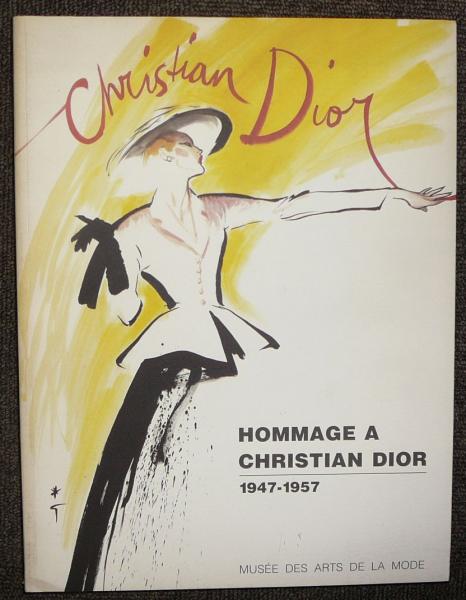 Christian Dior
HOMMAGE A
CHRISTIAN DIOR
1947-1957
MUSÉE DES ARTS DE LA MODE